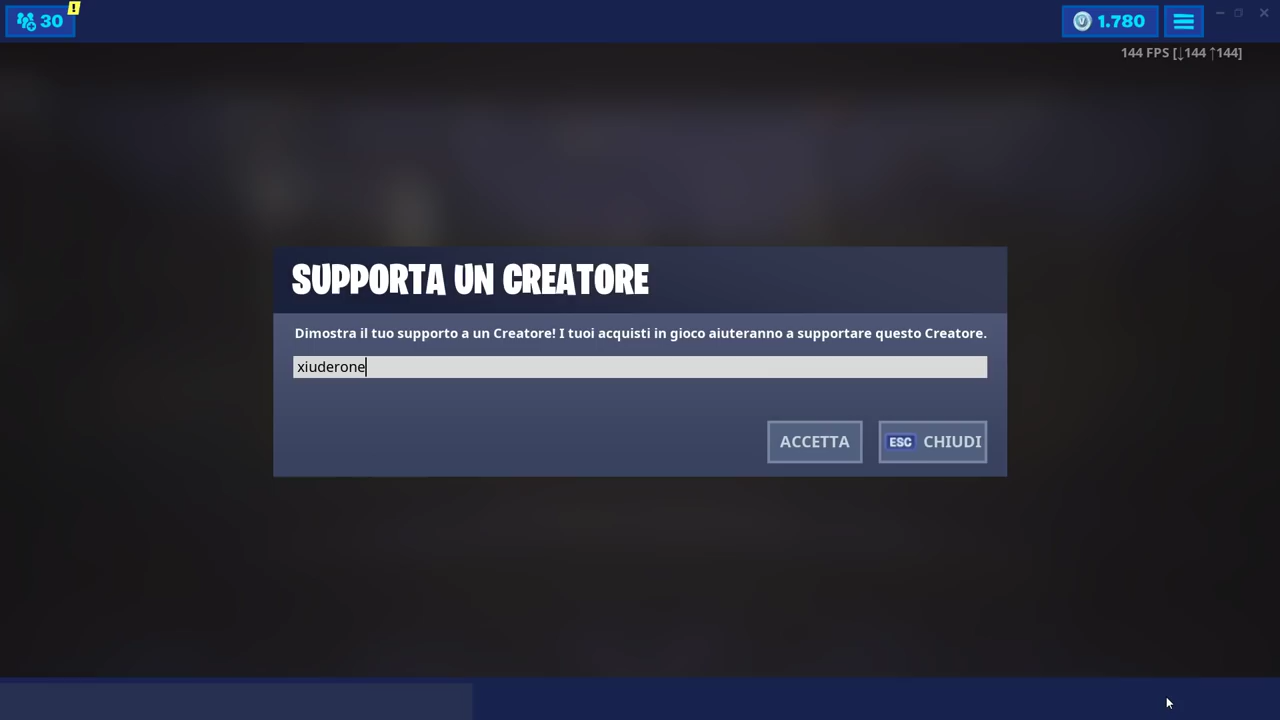 30
!
1.780
144 FPS [↓144 ↑144]
SUPPORTA UN CREATORE
Dimostra il tuo supporto a un Creatore! I tuoi acquisti in gioco aiuteranno a supportare questo Creatore.
xiuderone
ACCETTA
ESC CHIUDI